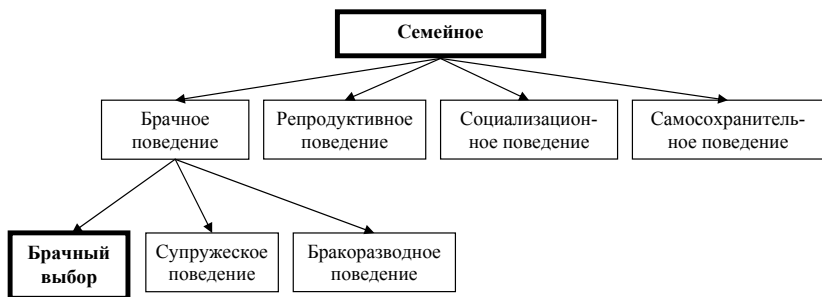 Семейное
Брачное
поведение
Репродуктивное
поведение
Социализацион-
ное поведение
Самосохранитель-
ное поведение
Брачный
выбор
Супружеское
поведение
Бракоразводное
поведение